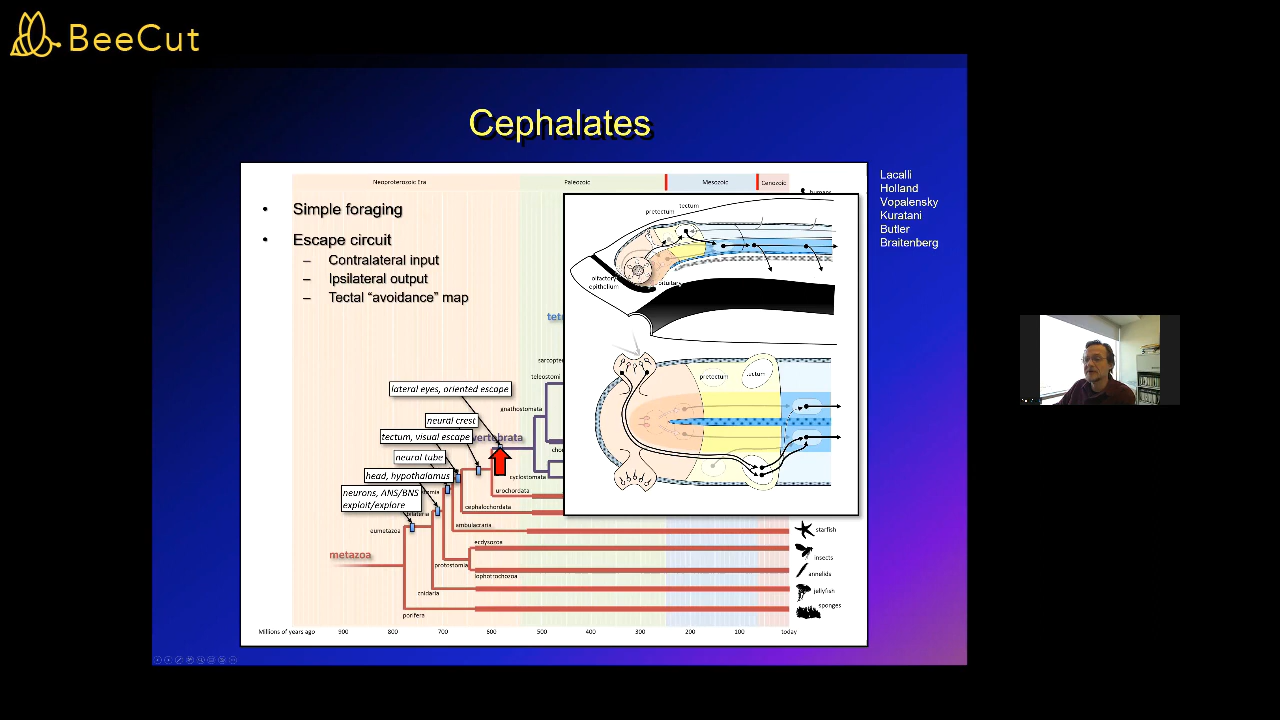 BeeCut
Cephalates
Lacalli
Holland
Vopalensky
Kuratani
Butler
Braitenberg
Neoproterozoic Era
Paleozoic
Mesozoic
Cenozoic
• Simple foraging
• Escape circuit
– Contralateral input
– Ipsilateral output
– Tectal “avoidance” map
tectum
pretectum
olfactory
epithelium
pituitary
pretectum
tectum
teleostomi
lateral eyes, oriented escape
gnathostomata
neural crest
tectum, visual escape
vertebrata
neural tube
head, hypothalamus
cyclostomata
urochordata
neurons, ANS/BNS
exploit/explore
cephalochordata
bilateria
ambulacraria
eumetazoa
starfish
ecdysozoa
insects
metazoa
protostomia
lophotrochozoa
annelids
cnidaria
jellyfish
sponges
porifera
Millions of years ago 900 800 700 600 500 400 300 200 100 today